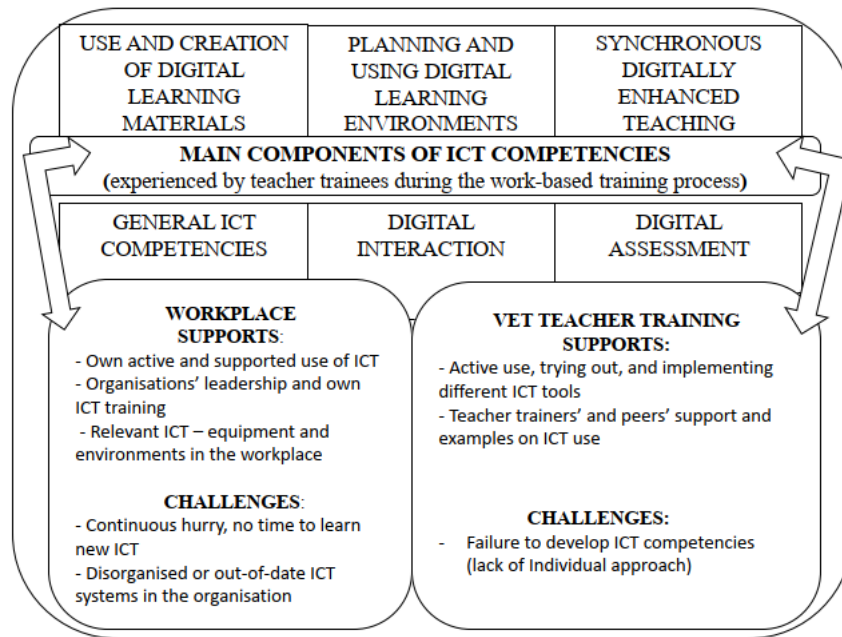 USE AND CREATION
OF DIGITAL
LEARNING
MATERIALS
PLANNING AND
USING DIGITAL
LEARNING
ENVIRONMENTS
SYNCHRONOUS
DIGITALLY
ENHANCED
TEACHING
MAIN COMPONENTS OF ICT COMPETENCIES
(experienced by teacher trainees during the work-based training process)
GENERAL ICT
COMPETENCIES
DIGITAL
INTERACTION
DIGITAL
ASSESSMENT
WORKPLACE
SUPPORTS:
- Own active and supported use of ICT
- Organisations’ leadership and own
ICT training
- Relevant ICT – equipment and
environments in the workplace
CHALLENGES:
- Continuous hurry, no time to learn
new ICT
- Disorganised or out-of-date ICT
systems in the organisation
VET TEACHER TRAINING
SUPPORTS:
- Active use, trying out, and implementing
different ICT tools
- Teacher trainers’ and peers’ support and
examples on ICT use
CHALLENGES:
- Failure to develop ICT competencies
(lack of Individual approach)